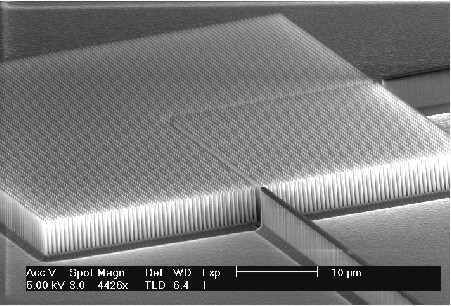 Acc.V Spot Magn Det WD Exp 10 µm
5.00 kV 3.0 4426x TLD 6.4 1